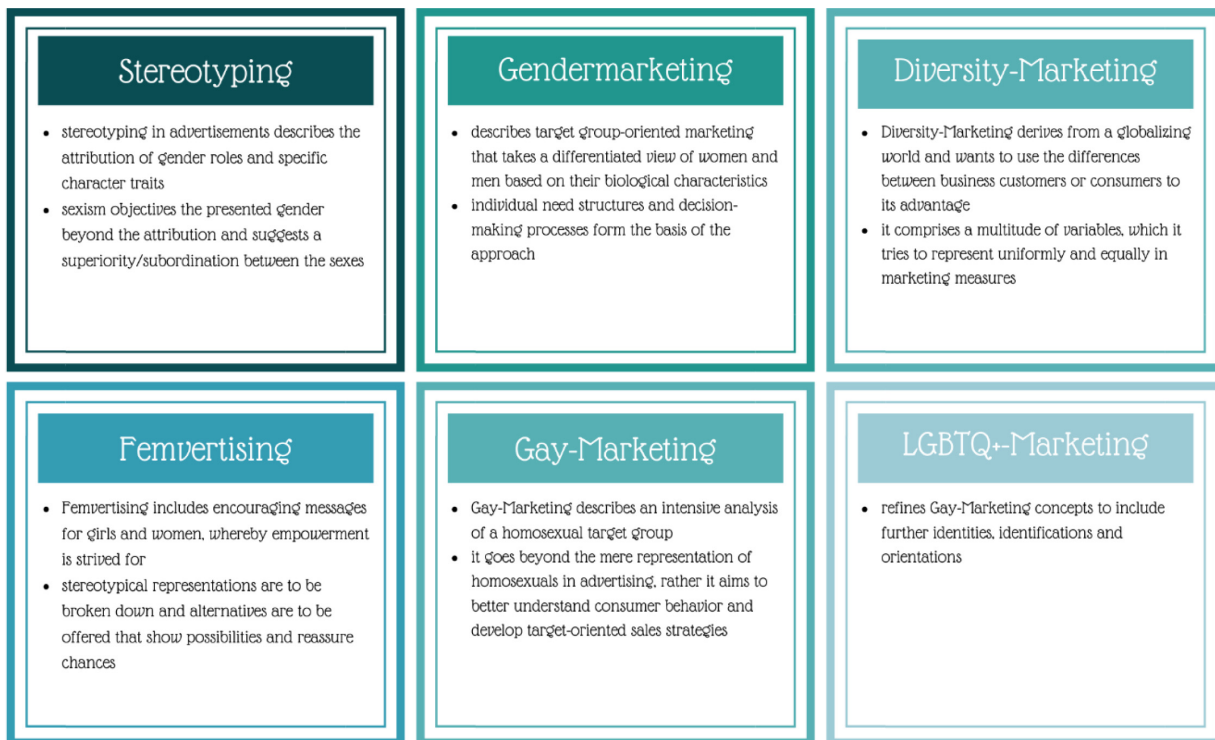 Stereotyping
• stereotyping in advertisements describes the
attribution of gender roles and specific
character traits
• sexism objectives the presented gender
beyond the attribution and suggests a
superiority/subordination between the sexes
Gendermarketing
• describes target group-oriented marketing
that takes a differentiated view of women and
men based on their biological characteristics
• individual need structures and decision-
making processes form the basis of the
approach
Diversity-Marketing
• Diversity-Marketing derives from a globalizing
world and wants to use the differences
between business customers or consumers to
its advantage
• it comprises a multitude of variables, which it
tries to represent uniformly and equally in
marketing measures
Femvertising
• Femvertising includes encouraging messages
for girls and women, whereby empowerment
is strived for
• stereotypical representations are to be
broken down and alternatives are to be
offered that show possibilities and reassure
chances
Gay-Marketing
• Gay-Marketing describes an intensive analysis
of a homosexual target group
• it goes beyond the mere representation of
homosexuals in advertising, rather it aims to
better understand consumer behavior and
develop target-oriented sales strategies
LGBTQ+-Marketing
• refines Gay-Marketing concepts to include
further identities, identifications and
orientations